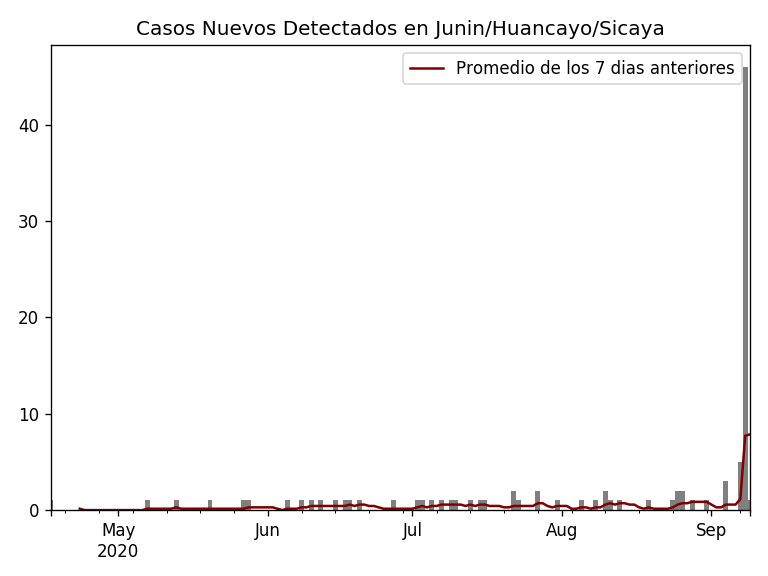 Casos Nuevos Detectados en Junin/Huancayo/Sicaya
Promedio de los 7 dias anteriores
40
30
20
10
0
May Jun Jul Aug Sep
2020